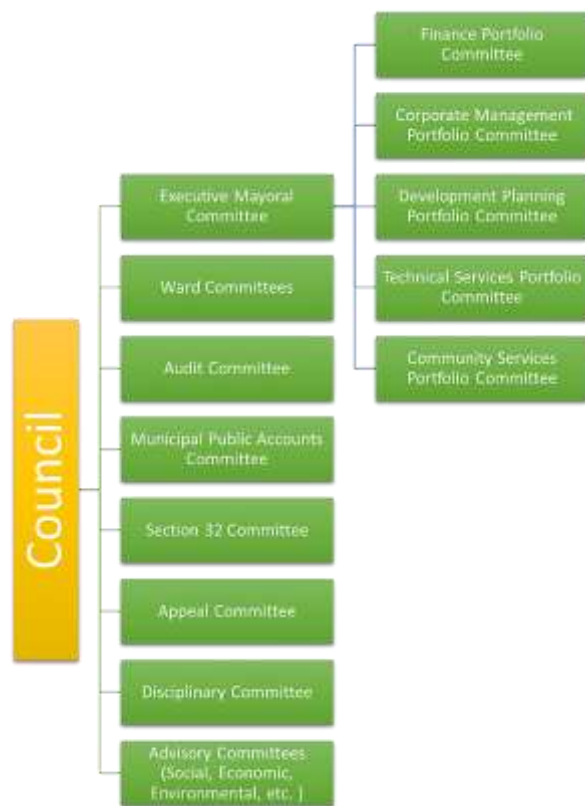 Council
Executive Mayoral
Committee
Ward Committees
Audit Committee
Municipal Public Accounts
Committee
Section 32 Committee
Appeal Committee
Disciplinary Committee
Advisory Committees
(Social, Economic,
Environmental, etc. )
Finance Portfolio
Committee
Corporate Management
Portfolio Committee
Development Planning
Portfolio Committee
Technical Services Portfolio
Committee
Community Services
Portfolio Committee